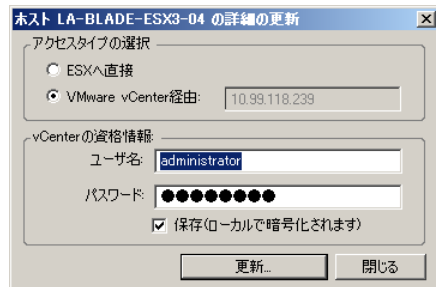 ホスト LA-BLADE-ESX3-04 の詳細の更新
アクセスタイプの選択
ESXへ直接
VMware vCenter経由: 10.99.118.239
vCenterの資格情報:
ユーザ名: administrator
パスワード: ●●●●●●●●
保存(ローカルで暗号化されます)
更新... 閉じる